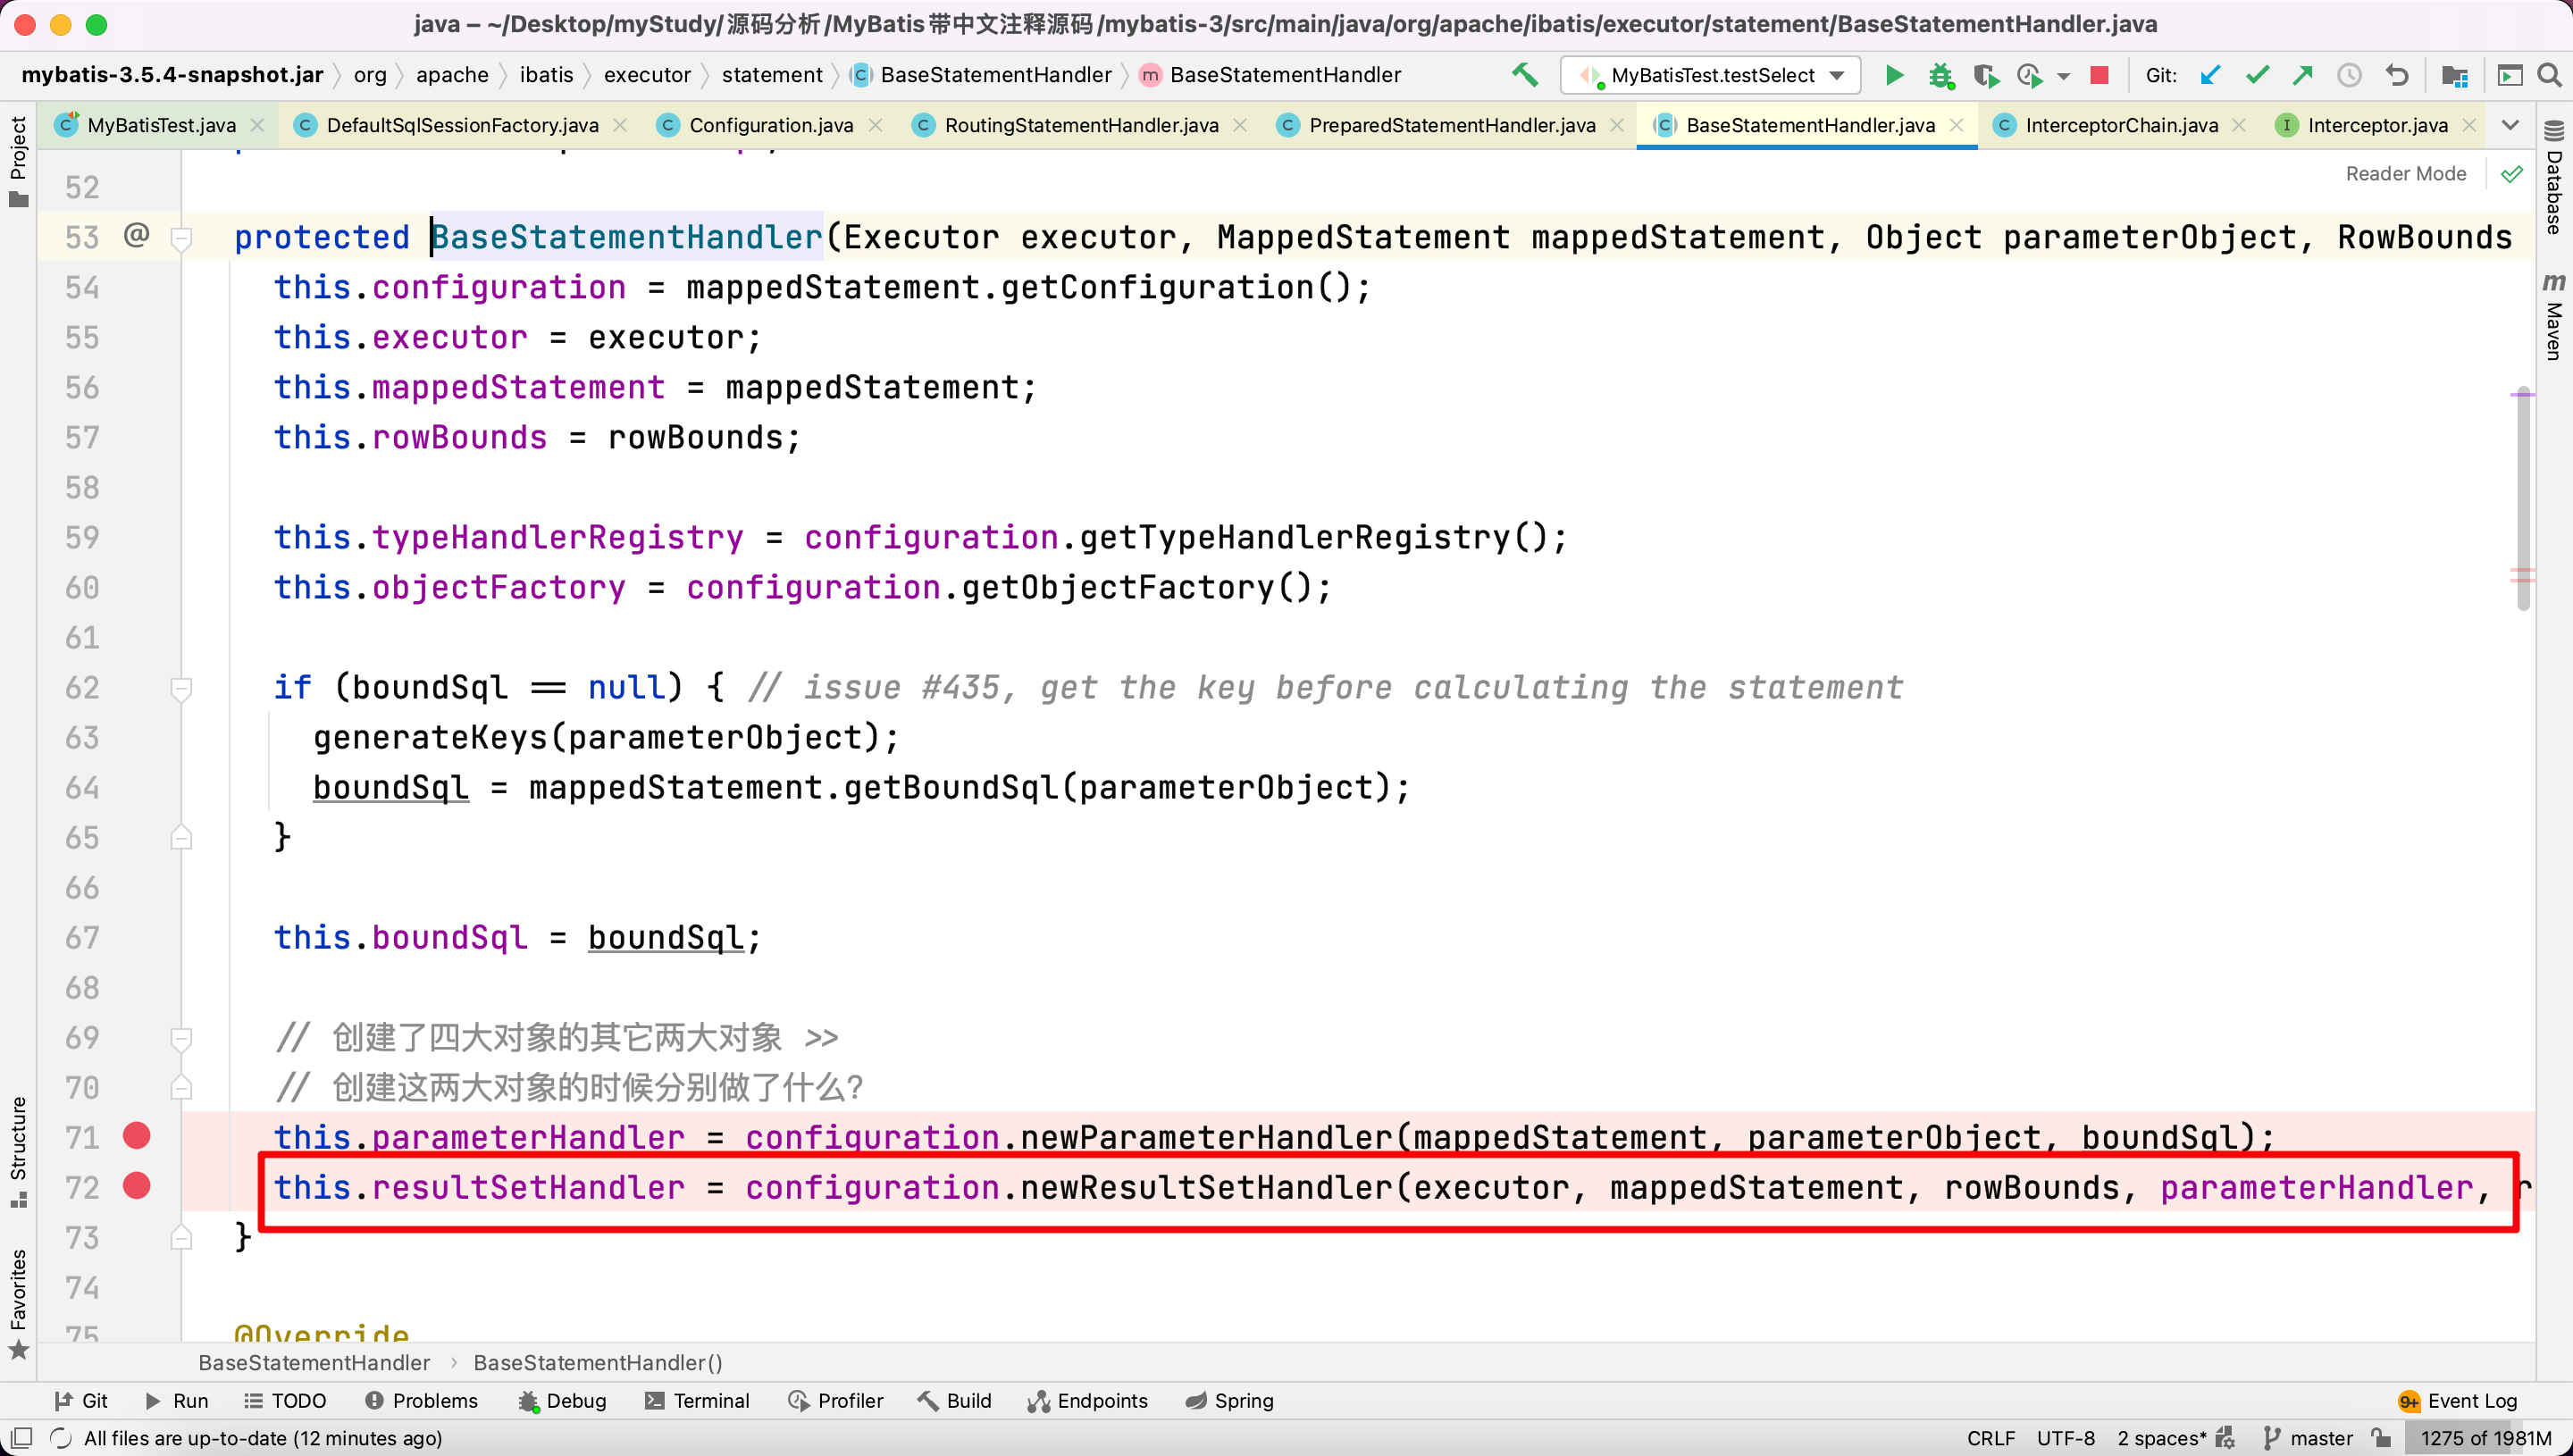 java – ~/Desktop/myStudy/源码分析/MyBatis带中文注释源码/mybatis-3/src/main/java/org/apache/ibatis/executor/statement/BaseStatementHandler.java
mybatis-3.5.4-snapshot.jar org apache ibatis executor statement BaseStatementHandler BaseStatementHandler MyBatisTest.testSelect Git:
MyBatisTest.java DefaultSqlSessionFactory.java Configuration.java RoutingStatementHandler.java PreparedStatementHandler.java BaseStatementHandler.java InterceptorChain.java Interceptor.java
Project
Database
Maven
Structure
Favorites
Reader Mode
52
53 @ protected BaseStatementHandler(Executor executor, MappedStatement mappedStatement, Object parameterObject, RowBounds
54 this.configuration = mappedStatement.getConfiguration();
55 this.executor = executor;
56 this.mappedStatement = mappedStatement;
57 this.rowBounds = rowBounds;
58
59 this.typeHandlerRegistry = configuration.getTypeHandlerRegistry();
60 this.objectFactory = configuration.getObjectFactory();
61
62 if (boundSql == null) { // issue #435, get the key before calculating the statement
63 generateKeys(parameterObject);
64 boundSql = mappedStatement.getBoundSql(parameterObject);
65 }
66
67 this.boundSql = boundSql;
68
69 // 创建了四大对象的其它两大对象 >>
70 // 创建这两大对象的时候分别做了什么?
71 this.parameterHandler = configuration.newParameterHandler(mappedStatement, parameterObject, boundSql);
72 this.resultSetHandler = configuration.newResultSetHandler(executor, mappedStatement, rowBounds, parameterHandler, r
73 }
74
75 @Override
BaseStatementHandler › BaseStatementHandler()
Git Run TODO Problems Debug Terminal Profiler Build Endpoints Spring 9+ Event Log
All files are up-to-date (12 minutes ago) CRLF UTF-8 2 spaces* master 1275 of 1981M